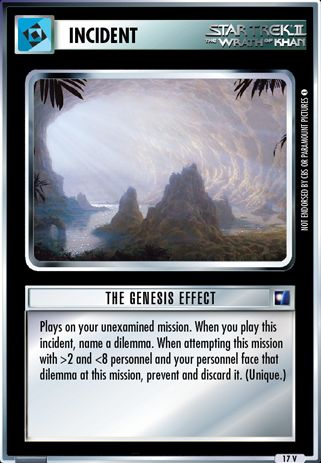 INCIDENT
STAR TREK II
THE WRATH OF KHAN
NOT ENDORSED BY CBS OR PARAMOUNT PICTURES
THE GENESIS EFFECT
Plays on your unexamined mission. When you play this
incident, name a dilemma. When attempting this mission
with >2 and <8 personnel and your personnel face that
dilemma at this mission, prevent and discard it. (Unique.)
17 V